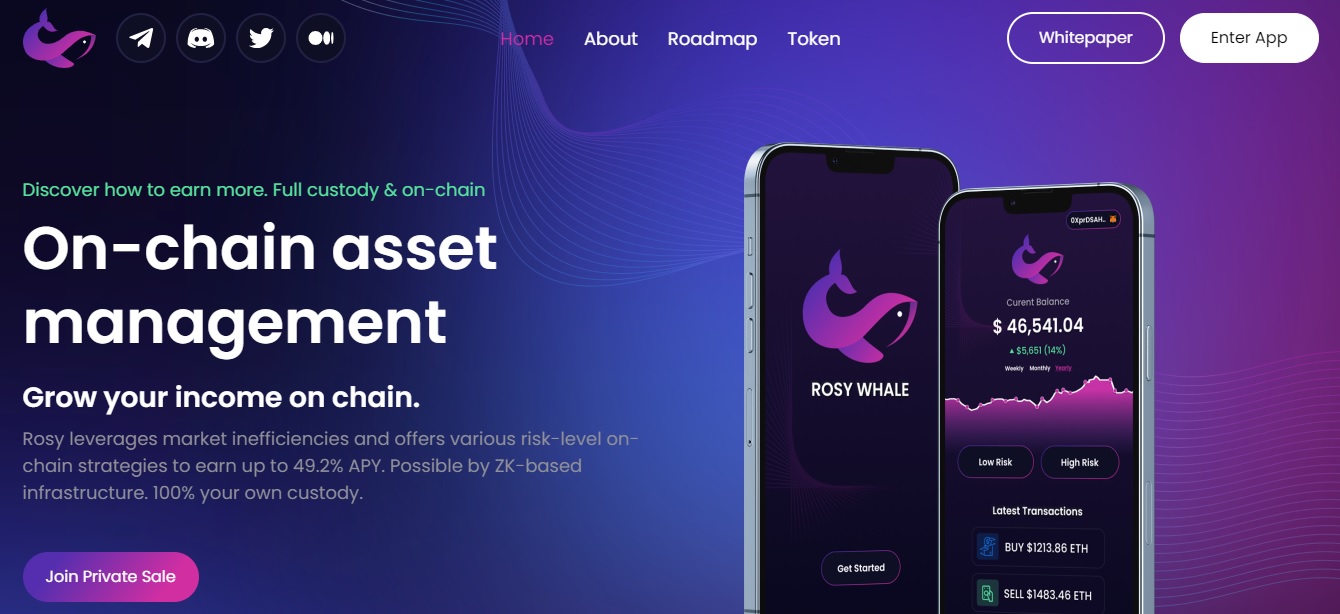 Home About Roadmap Token Whitepaper Enter App
Discover how to earn more. Full custody & on-chain
On-chain asset
management
Grow your income on chain.
Rosy leverages market inefficiencies and offers various risk-level on-
chain strategies to earn up to 49.2% APY. Possible by ZK-based
infrastructure. 100% your own custody.
Join Private Sale
ROSY WHALE
Get Started
0XprDSAH..
Curent Balance
$ 46,541.04
$5,651 (14%)
Weekly Monthly Yearly
Low Risk High Risk
Latest Transactions
BUY $1213.86 ETH
SELL $1483.46 ETH